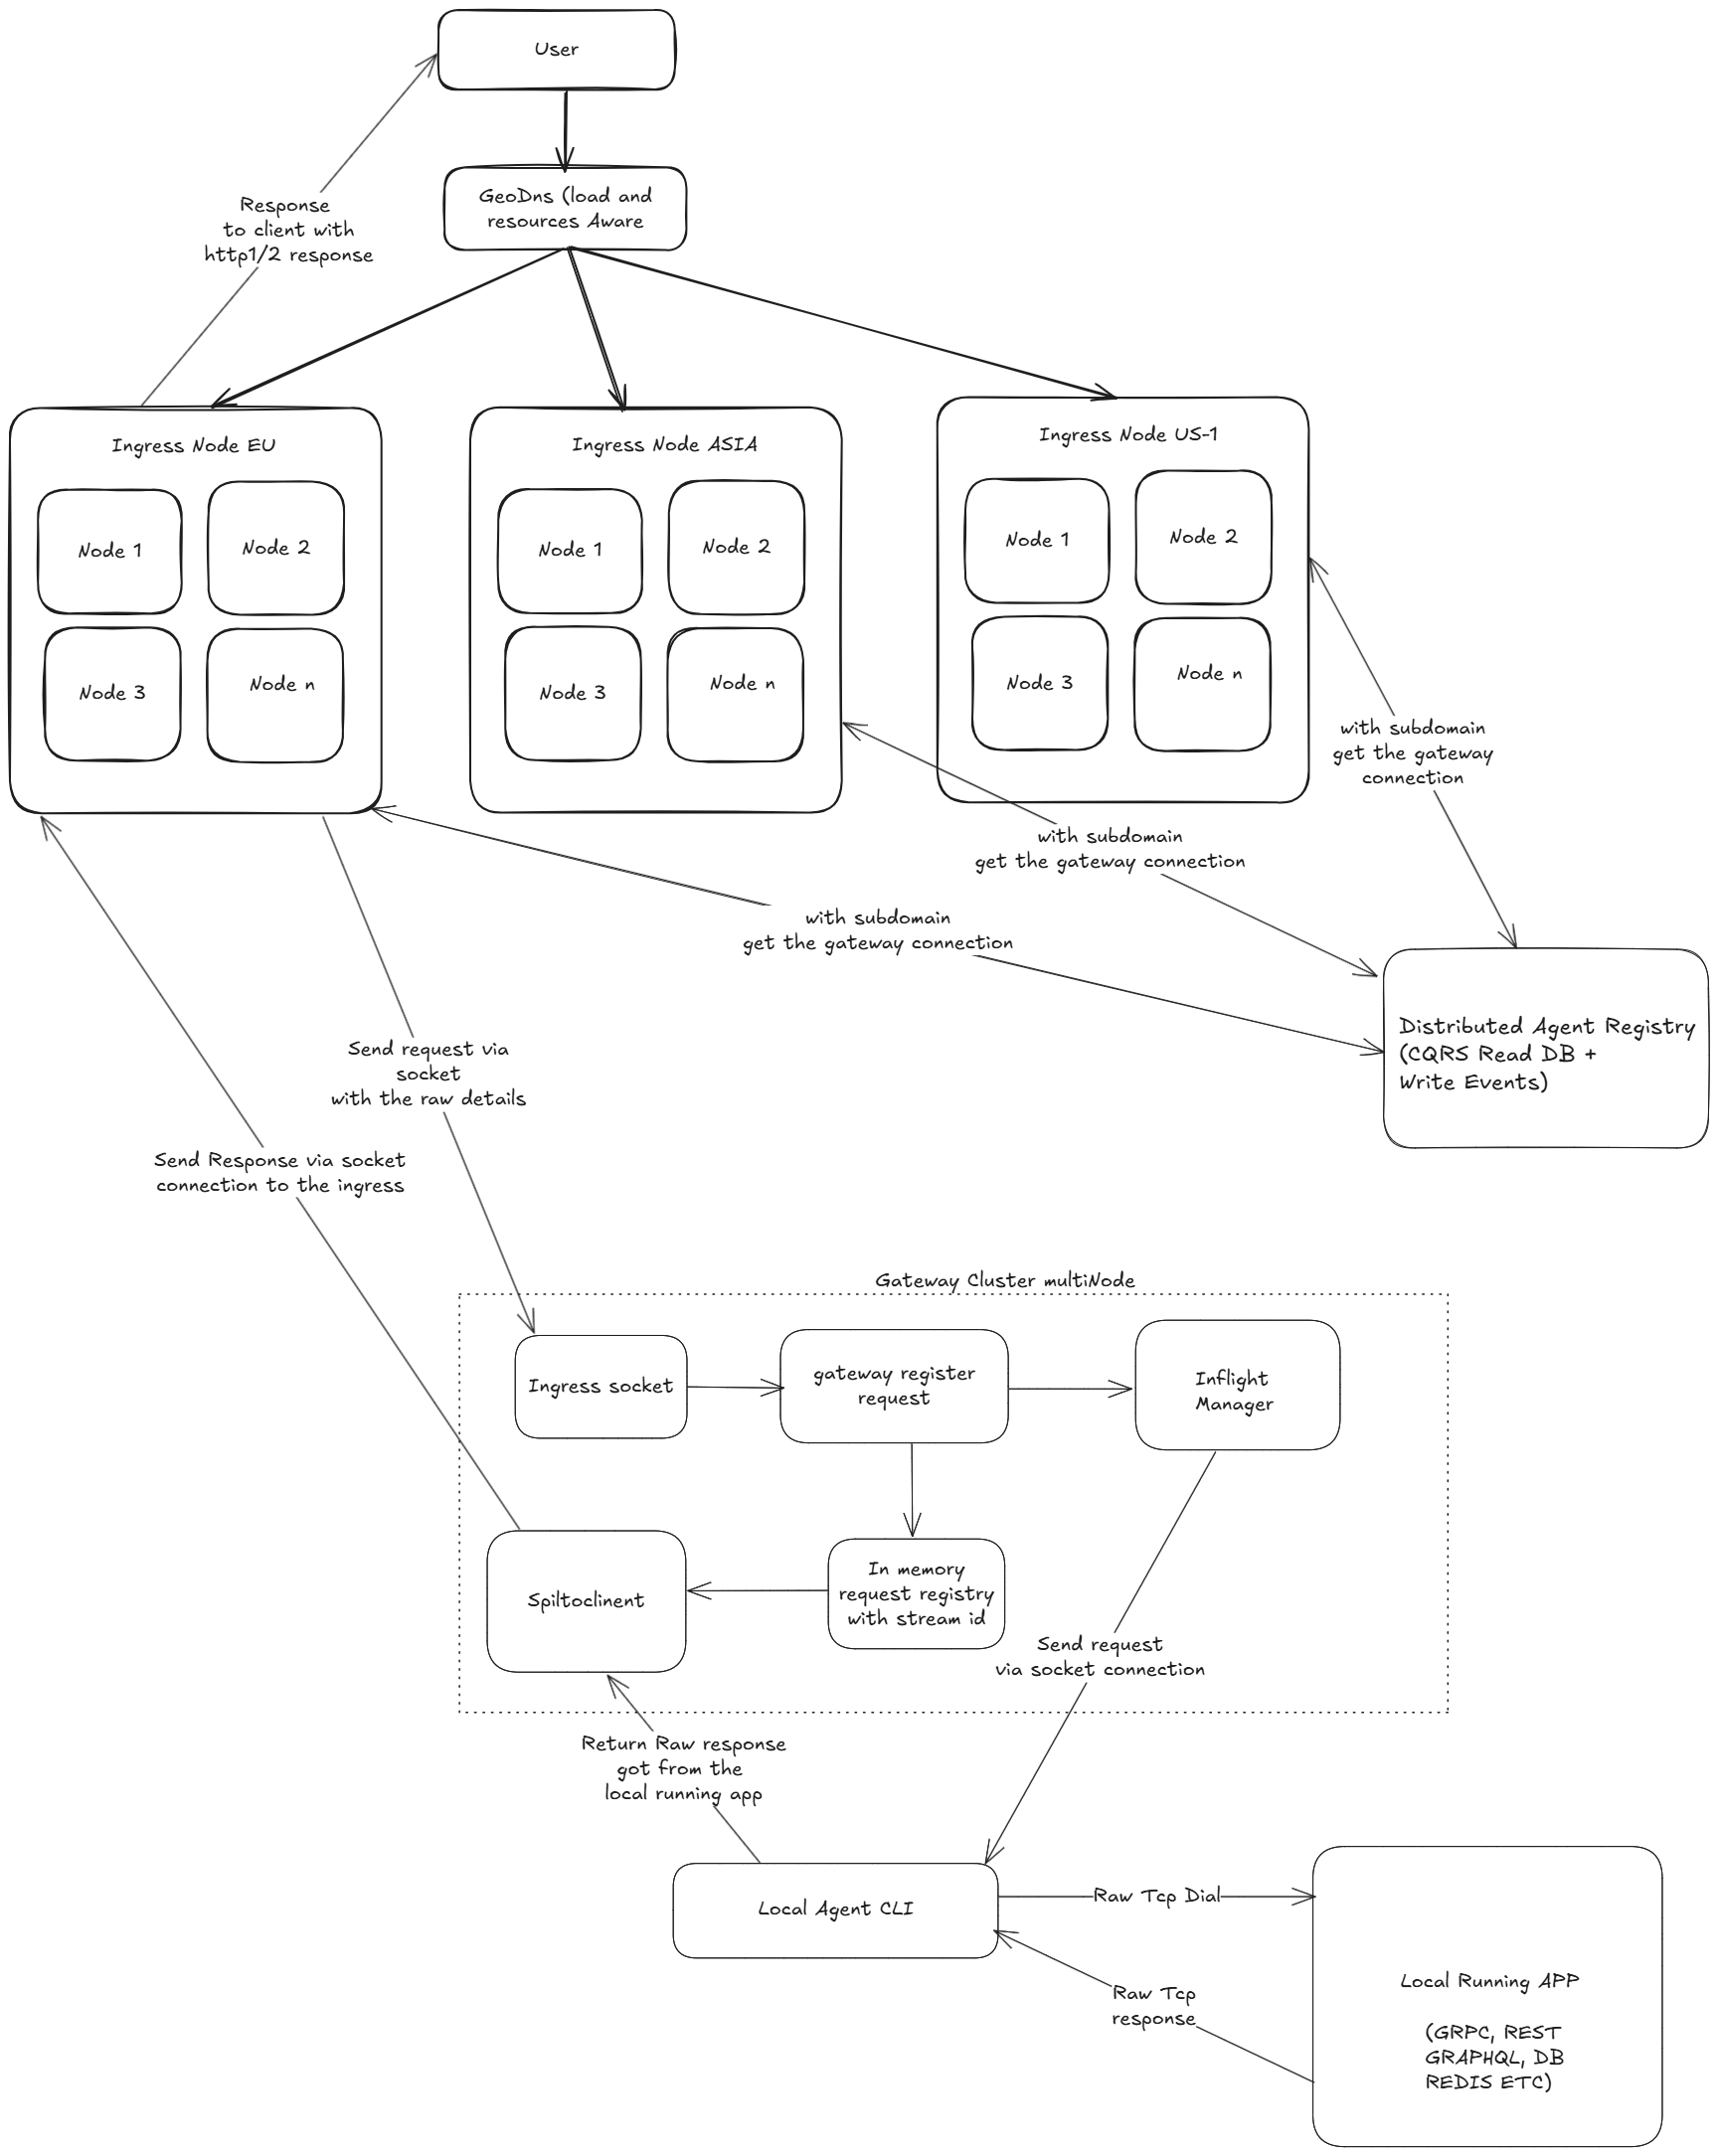 User
GeoDns (load and
resources Aware
Response
to client with
http1/2 response
Ingress Node EU
Node 1
Node 2
Node 3
Node n
Ingress Node ASIA
Node 1
Node 2
Node 3
Node n
Ingress Node US-1
Node 1
Node 2
Node 3
Node n
with subdomain
get the gateway
connection
with subdomain
get the gateway connection
with subdomain
get the gateway connection
Distributed Agent Registry
(CQRS Read DB +
Write Events)
Send request via
socket
with the raw details
Send Response via socket
connection to the ingress
Gateway Cluster multiNode
Ingress socket
gateway register
request
Inflight
Manager
Spiltoclinent
In memory
request registry
with stream id
Send request
via socket connection
Return Raw response
got from the
local running app
Local Agent CLI
Raw Tcp Dial
Raw Tcp
response
Local Running APP
(GRPC, REST
GRAPHQL, DB
REDIS ETC)